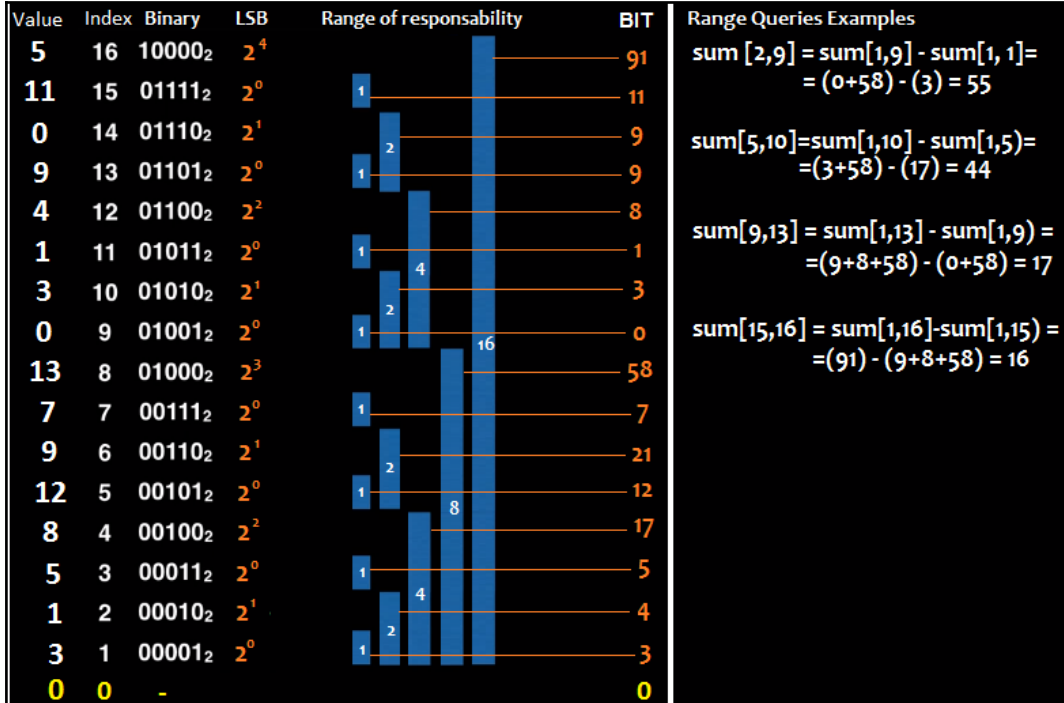 Value Index Binary LSB Range of responsability BIT
5 16 10000₂ 2⁴ 91
11 15 01111₂ 2⁰ 1 11
0 14 01110₂ 2¹ 2 9
9 13 01101₂ 2⁰ 1 9
4 12 01100₂ 2² 8
1 11 01011₂ 2⁰ 1 4 1
3 10 01010₂ 2¹ 2 3
0 9 01001₂ 2⁰ 1 16 0
13 8 01000₂ 2³ 58
7 7 00111₂ 2⁰ 1 7
9 6 00110₂ 2¹ 2 21
12 5 00101₂ 2⁰ 1 8 12
8 4 00100₂ 2² 17
5 3 00011₂ 2⁰ 1 4 5
1 2 00010₂ 2¹ 2 4
3 1 00001₂ 2⁰ 1 3
0 0 - 0
Range Queries Examples
sum [2,9] = sum[1,9] - sum[1, 1]=
= (0+58) - (3) = 55
sum[5,10]=sum[1,10] - sum[1,5)=
=(3+58) - (17) = 44
sum[9,13] = sum[1,13] - sum[1,9) =
=(9+8+58) - (0+58) = 17
sum[15,16] = sum[1,16]-sum[1,15) =
=(91) - (9+8+58) = 16